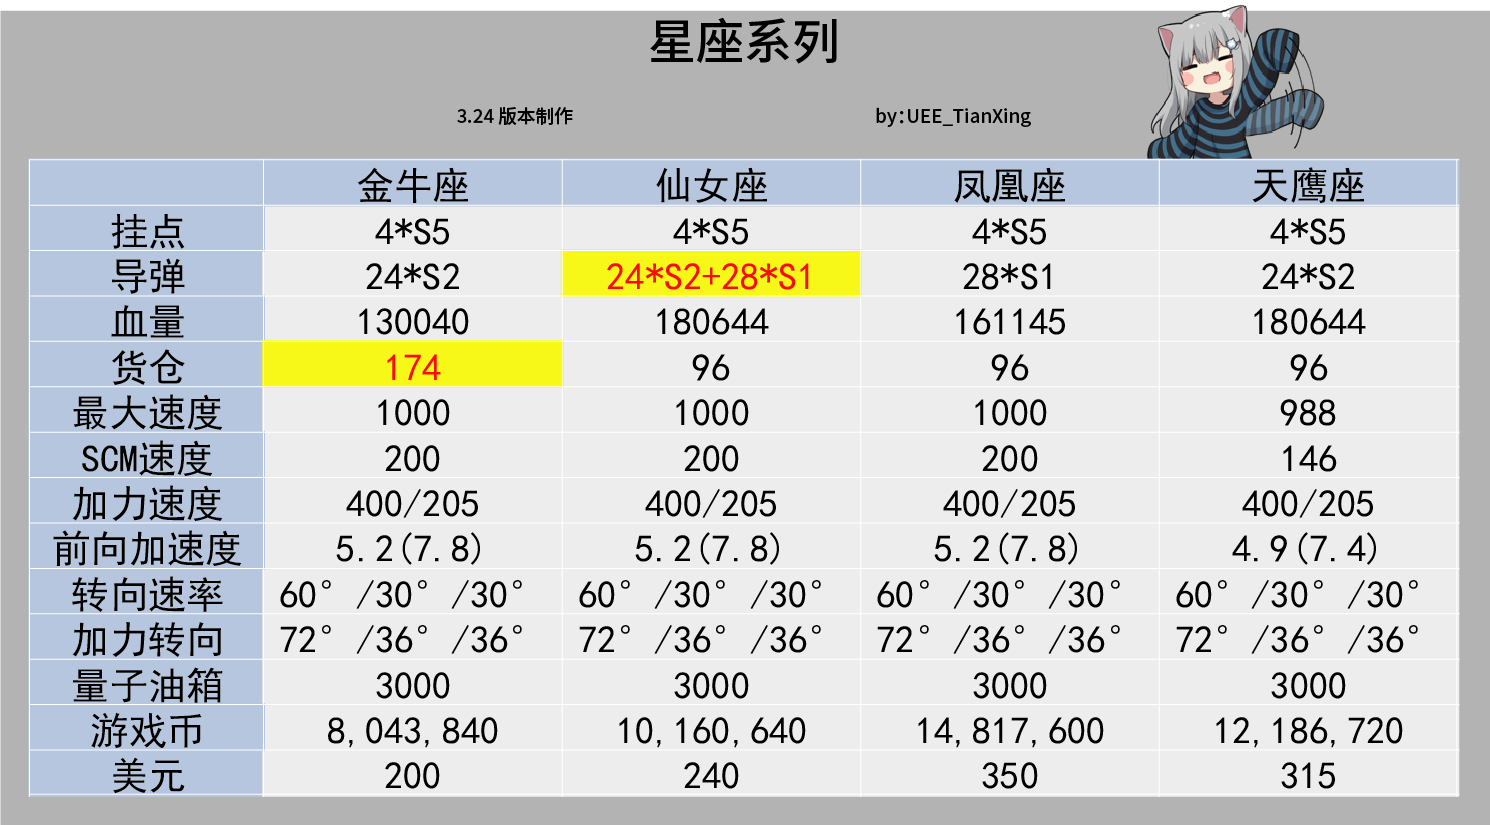 星座系列
3.24 版本制作 by:UEE_TianXing
金牛座 仙女座 凤凰座 天鹰座
挂点 4*S5 4*S5 4*S5 4*S5
导弹 24*S2 24*S2+28*S1 28*S1 24*S2
血量 130040 180644 161145 180644
货仓 174 96 96 96
最大速度 1000 1000 1000 988
SCM速度 200 200 200 146
加力速度 400/205 400/205 400/205 400/205
前向加速度 5.2(7.8) 5.2(7.8) 5.2(7.8) 4.9(7.4)
转向速率 60° /30° /30° 60° /30° /30° 60° /30° /30° 60° /30° /30°
加力转向 72° /36° /36° 72° /36° /36° 72° /36° /36° 72° /36° /36°
量子油箱 3000 3000 3000 3000
游戏币 8,043,840 10,160,640 14,817,600 12,186,720
美元 200 240 350 315